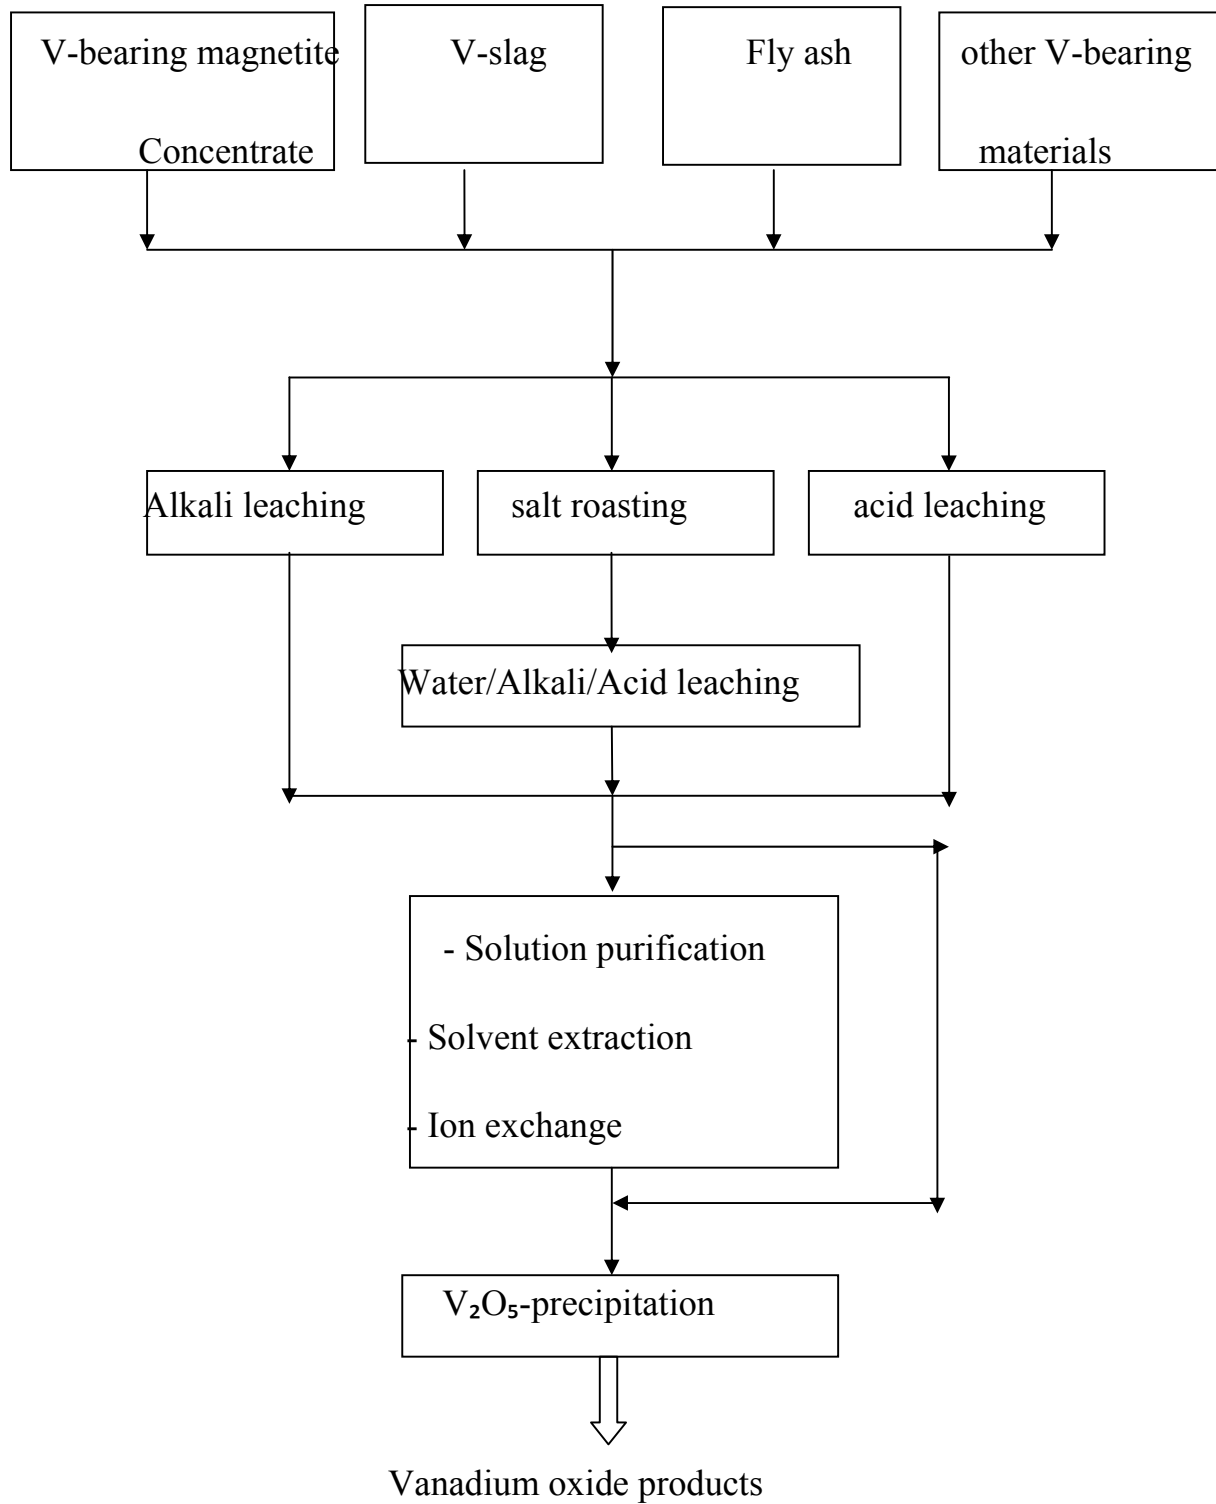 V-bearing magnetite
Concentrate
V-slag
Fly ash
other V-bearing
materials
Alkali leaching
salt roasting
acid leaching
Water/Alkali/Acid leaching
- Solution purification
- Solvent extraction
- Ion exchange
V₂O₅-precipitation
Vanadium oxide products